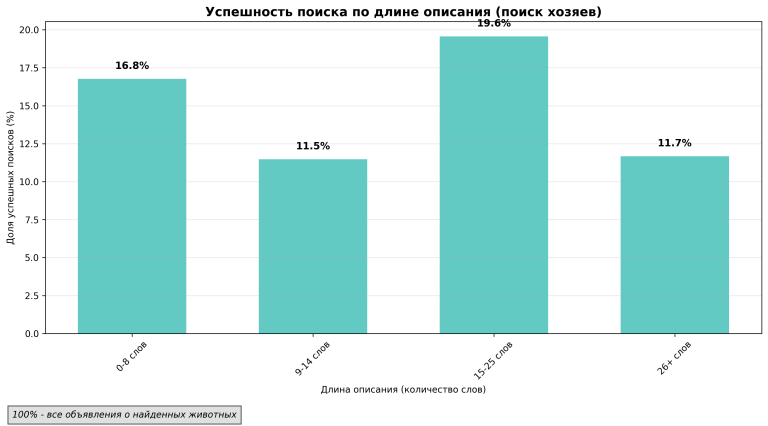 Успешность поиска по длине описания (поиск хозяев)
Доля успешных поисков (%)
20.0
17.5
15.0
12.5
10.0
7.5
5.0
2.5
0.0
16.8%
11.5%
19.6%
11.7%
0-8 слов
9-14 слов
15-25 слов
26+ слов
Длина описания (количество слов)
100% - все объявления о найденных животных